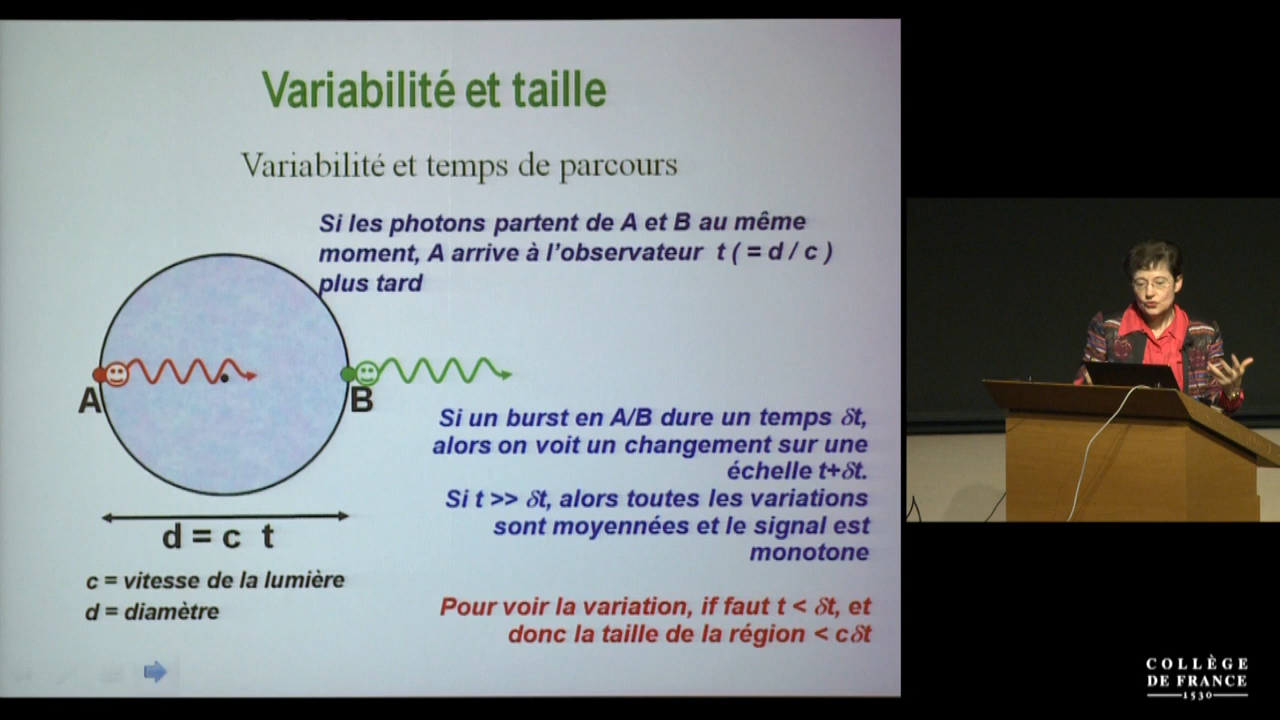 Variabilité et taille
Variabilité et temps de parcours
Si les photons partent de A et B au même
moment, A arrive à l'observateur t ( = d / c )
plus tard
A
B
Si un burst en A/B dure un temps δt,
alors on voit un changement sur une
échelle t+δt.
Si t >> δt, alors toutes les variations
sont moyennées et le signal est
monotone
d = c t
c = vitesse de la lumière
d = diamètre
Pour voir la variation, if faut t < δt, et
donc la taille de la région < cδt
COLLÈGE
DE FRANCE
1530